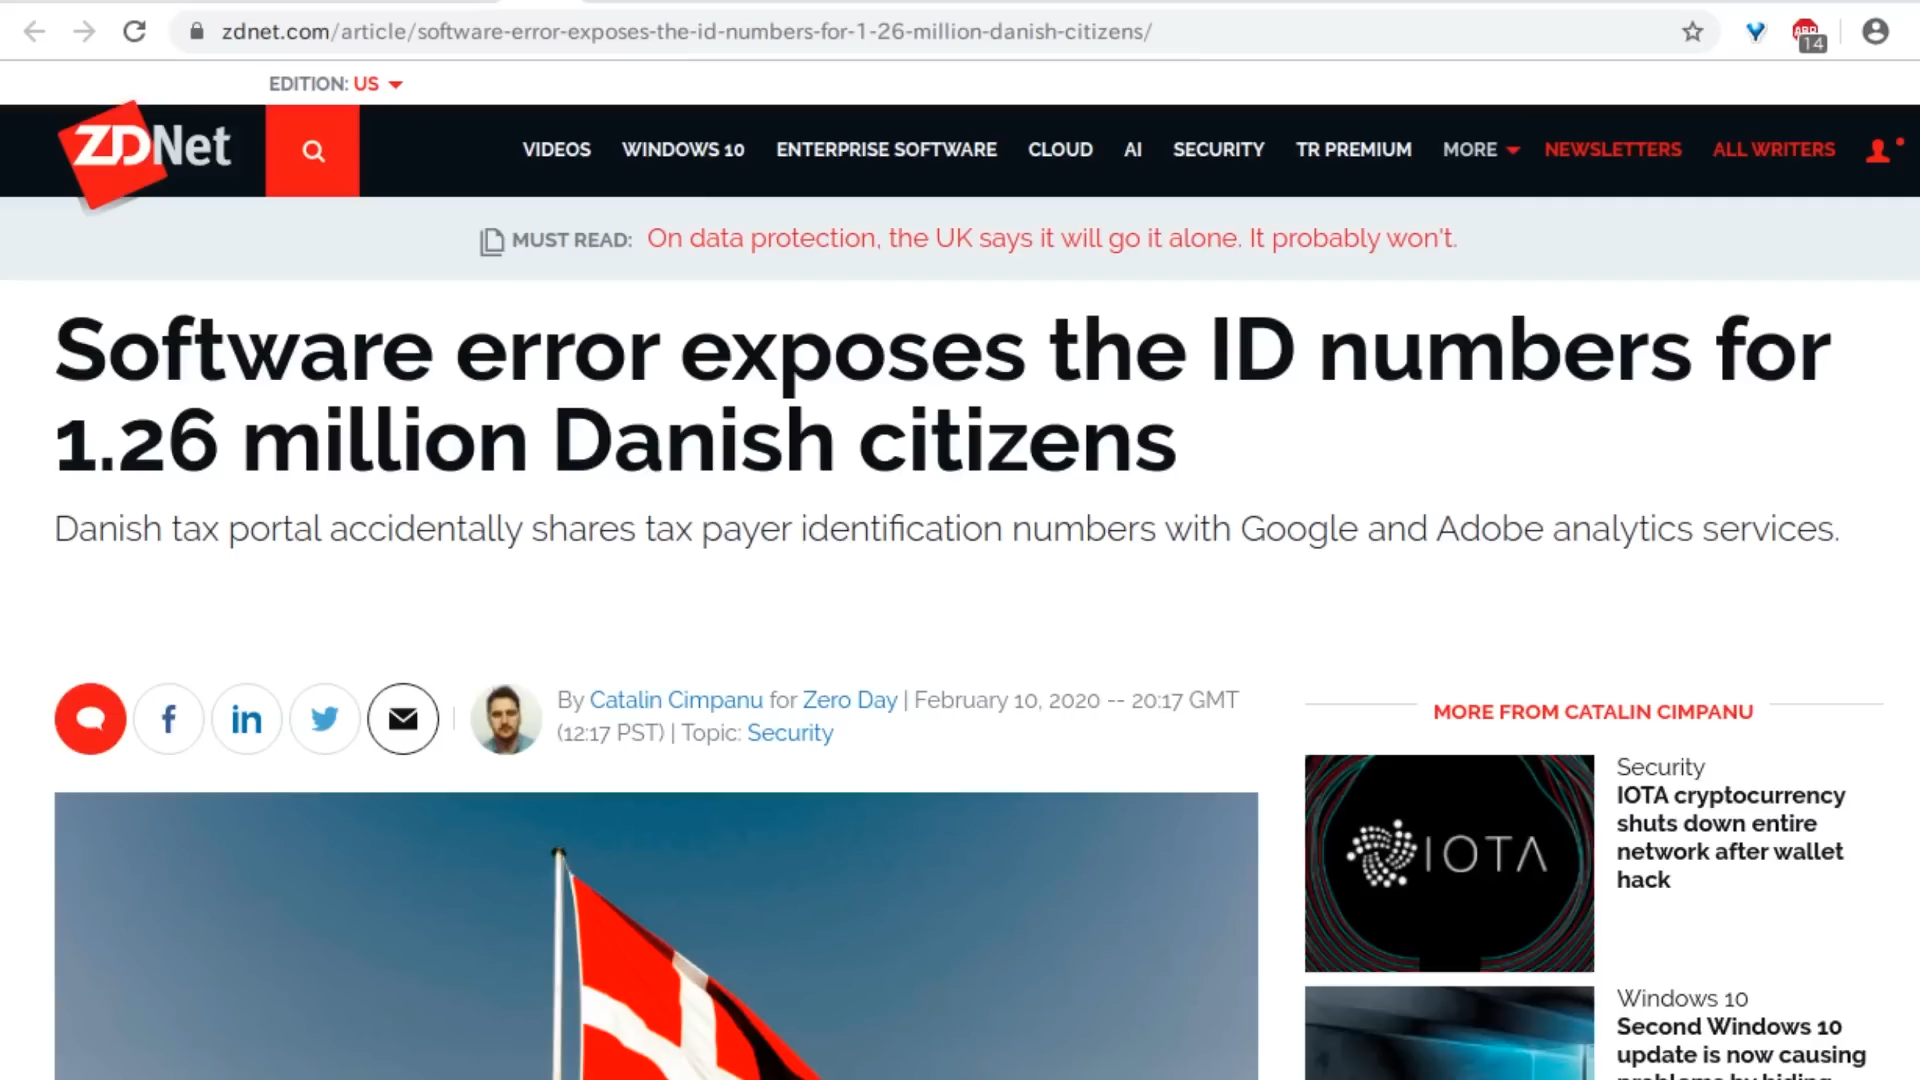 zdnet.com/article/software-error-exposes-the-id-numbers-for-1-26-million-danish-citizens/
ABP
14
EDITION: US
ZDNet
VIDEOS WINDOWS 10 ENTERPRISE SOFTWARE CLOUD AI SECURITY TR PREMIUM MORE NEWSLETTERS ALL WRITERS
MUST READ: On data protection, the UK says it will go it alone. It probably won't.
Software error exposes the ID numbers for
1.26 million Danish citizens
Danish tax portal accidentally shares tax payer identification numbers with Google and Adobe analytics services.
f in
By Catalin Cimpanu for Zero Day | February 10, 2020 -- 20:17 GMT
(12:17 PST) | Topic: Security
MORE FROM CATALIN CIMPANU
IOTA
Security
IOTA cryptocurrency
shuts down entire
network after wallet
hack
Windows 10
Second Windows 10
update is now causing
problems by hiding